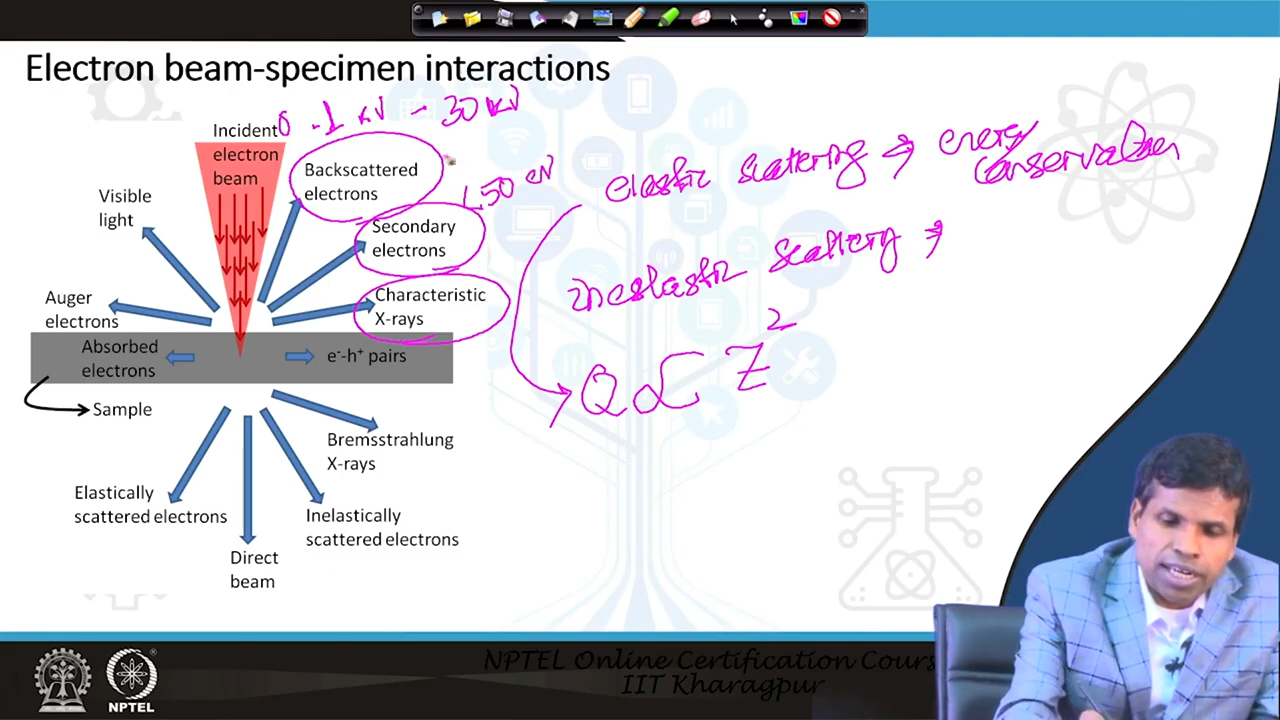 Electron beam-specimen interactions
0.1 kV - 30 kV
Incident
electron
beam
Backscattered
electrons
<50 eV
Secondary
electrons
Characteristic
X-rays
Visible
light
Auger
electrons
Absorbed
electrons
e⁻-h⁺ pairs
Sample
Bremsstrahlung
X-rays
Elastically
scattered electrons
Inelastically
scattered electrons
Direct
beam
elastic scattering ⇒ energy
conservation
Inelastic scattering ⇒
Q ∝ Z²
NPTEL Online Certification Cours
IIT Kharagpur
NPTEL